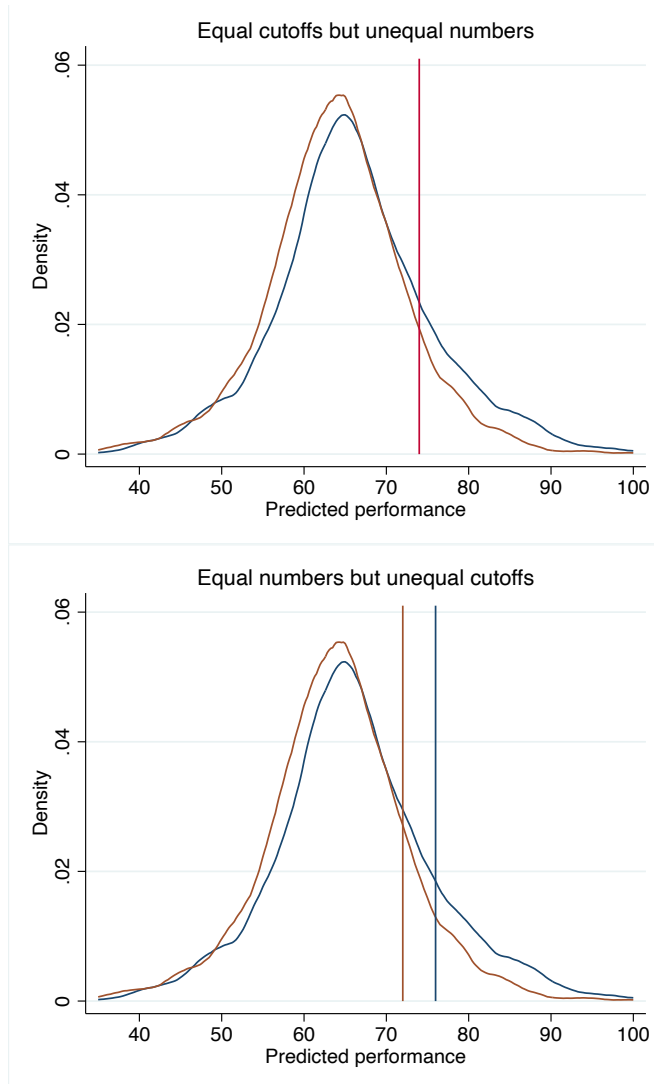 Equal cutoffs but unequal numbers
.06
.04
.02
0
Density
40 50 60 70 80 90 100
Predicted performance
Equal numbers but unequal cutoffs
.06
.04
.02
0
Density
40 50 60 70 80 90 100
Predicted performance